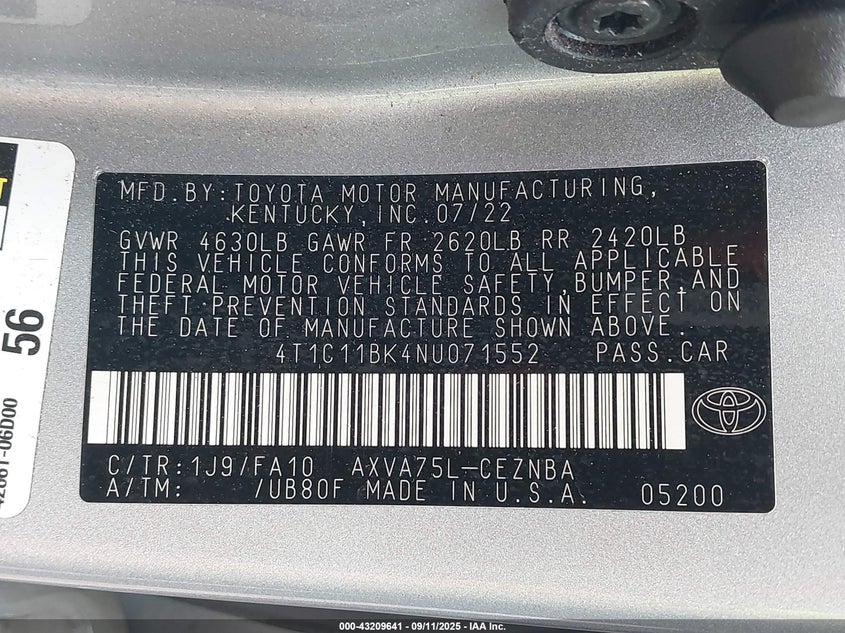 MFD.BY:TOYOTA MOTOR MANUFACTURING,
KENTUCKY,INC.07/22
GVWR 4630LB GAWR FR 2620LB RR 2420LB
THIS VEHICLE CONFORMS TO ALL APPLICABLE
FEDERAL MOTOR VEHICLE SAFETY,BUMPER,AND
THEFT PREVENTION STANDARDS IN EFFECT ON
THE DATE OF MANUFACTURE SHOWN ABOVE.
4T1C11BK4NU071552 PASS.CAR
C/TR:1J9/FA10 AXVA75L-CEZNBA
A/TM: /UB80F MADE IN U.S.A. 05200
56
000-43209641 - 09/11/2025 - IAA Inc.